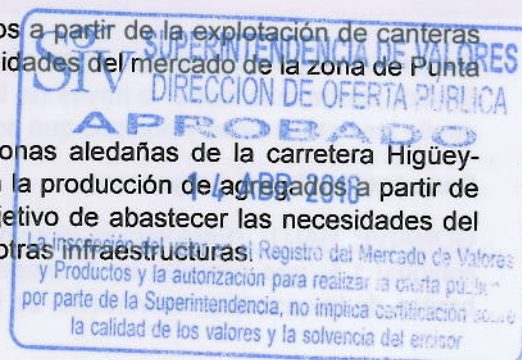 os a partir de la explotación de canteras
idades del mercado de la zona de Punta
onas aledañas de la carretera Higüey-
la producción de agregados a partir de
jetivo de abastecer las necesidades del
otras infraestructuras.
SIV SUPERINTENDENCIA DE VALORES
DIRECCION DE OFERTA PUBLICA
APROBADO
14 ABR 2016
La inscripción del valor en el Registro del Mercado de Valores
y Productos y la autorización para realizar la oferta pública
por parte de la Superintendencia, no implica certificación sobre
la calidad de los valores y la solvencia del emisor